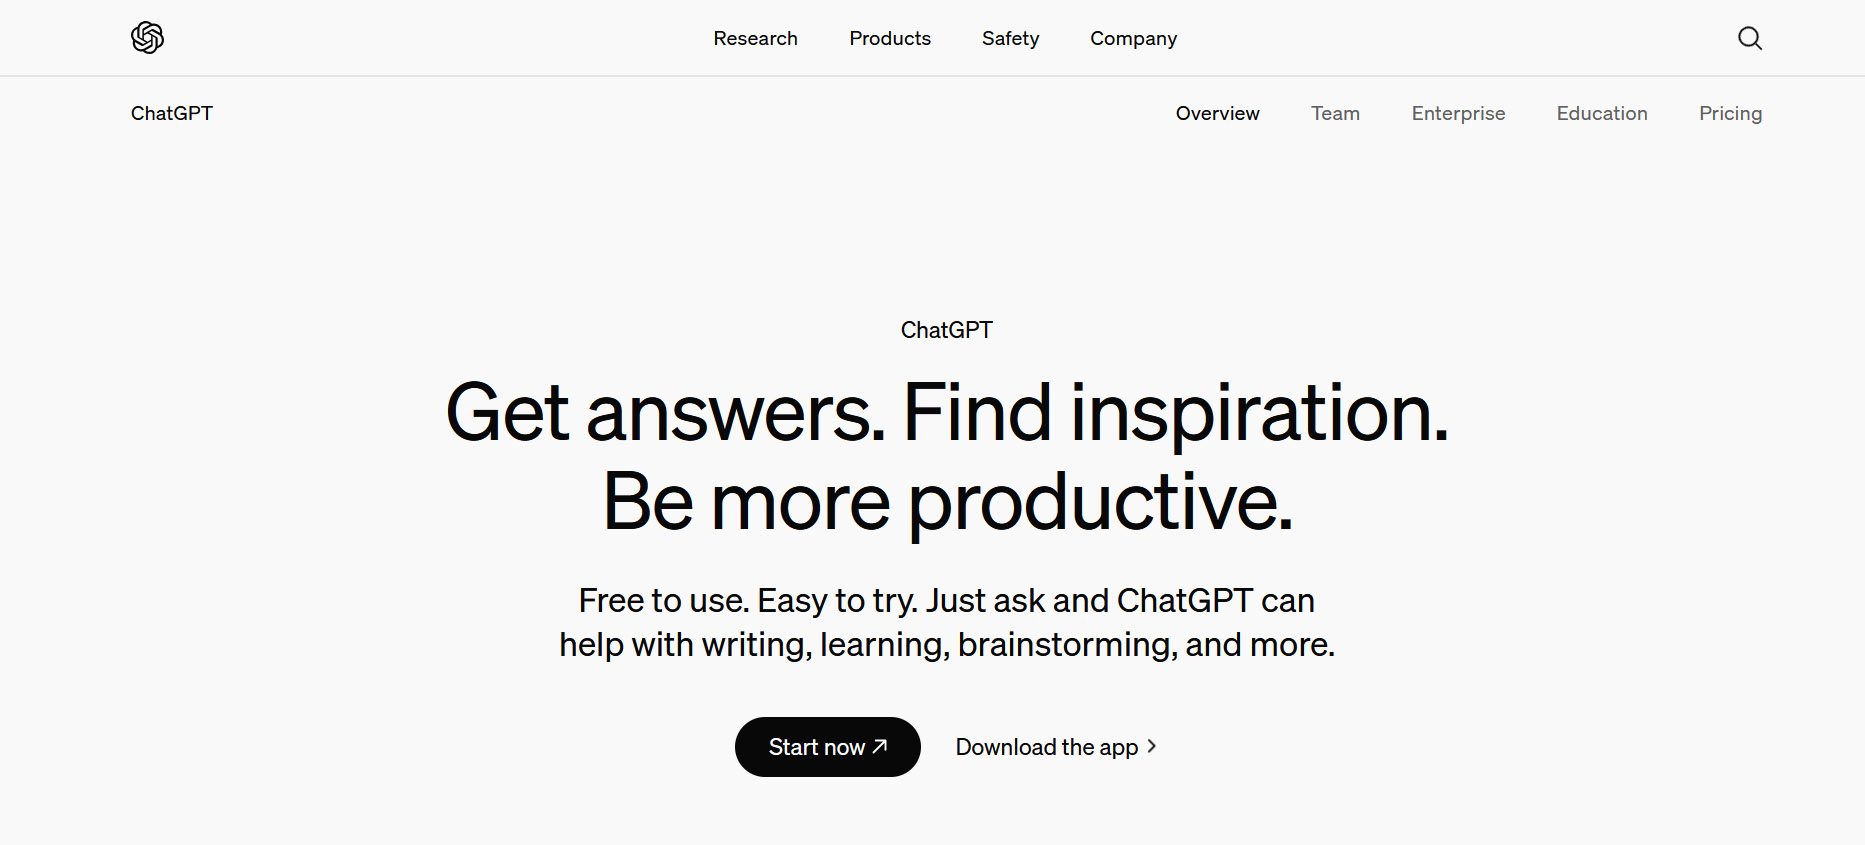 Research Products Safety Company
ChatGPT Overview Team Enterprise Education Pricing
ChatGPT
Get answers. Find inspiration.
Be more productive.
Free to use. Easy to try. Just ask and ChatGPT can
help with writing, learning, brainstorming, and more.
Start now Download the app